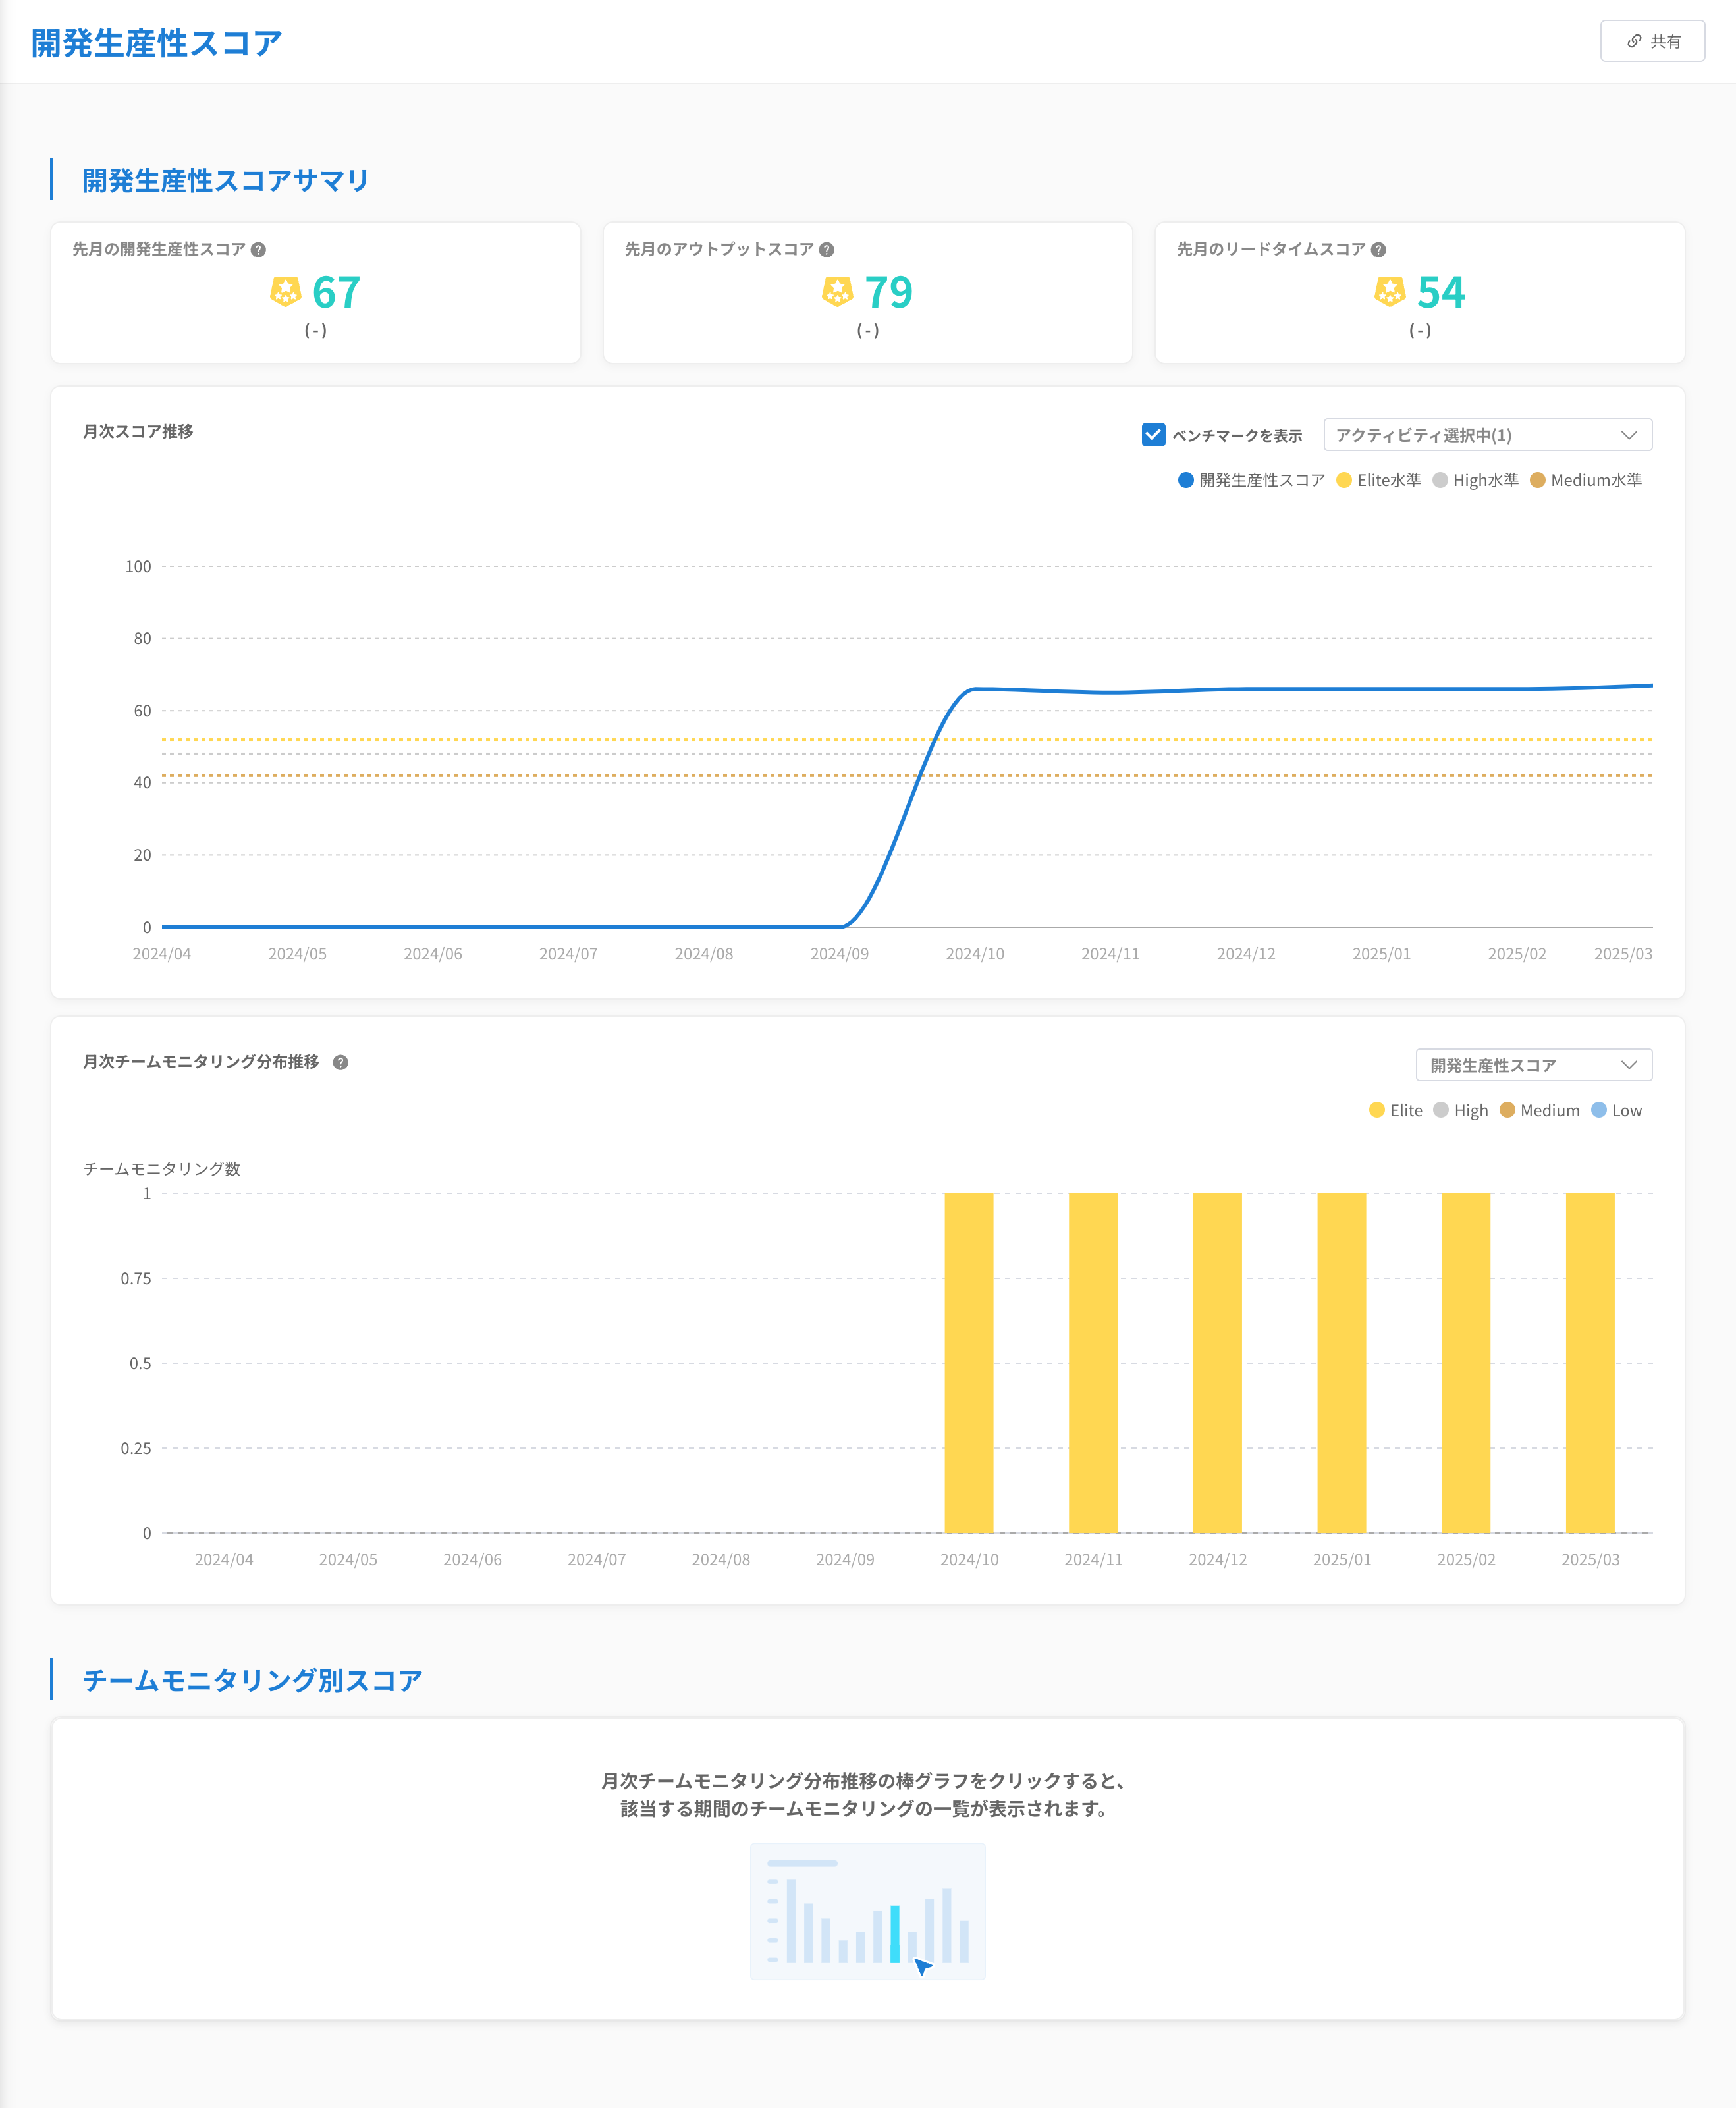 開発生産性スコア
共有
開発生産性スコアサマリ
先月の開発生産性スコア ?
67
( - )
先月のアウトプットスコア ?
79
( - )
先月のリードタイムスコア ?
54
( - )
月次スコア推移
ベンチマークを表示
アクティビティ選択中(1)
開発生産性スコア Elite水準 High水準 Medium水準
100
80
60
40
20
0
2024/04 2024/05 2024/06 2024/07 2024/08 2024/09 2024/10 2024/11 2024/12 2025/01 2025/02 2025/03
月次チームモニタリング分布推移 ?
開発生産性スコア
Elite High Medium Low
チームモニタリング数
1
0.75
0.5
0.25
0
2024/04 2024/05 2024/06 2024/07 2024/08 2024/09 2024/10 2024/11 2024/12 2025/01 2025/02 2025/03
チームモニタリング別スコア
月次チームモニタリング分布推移の棒グラフをクリックすると、
該当する期間のチームモニタリングの一覧が表示されます。